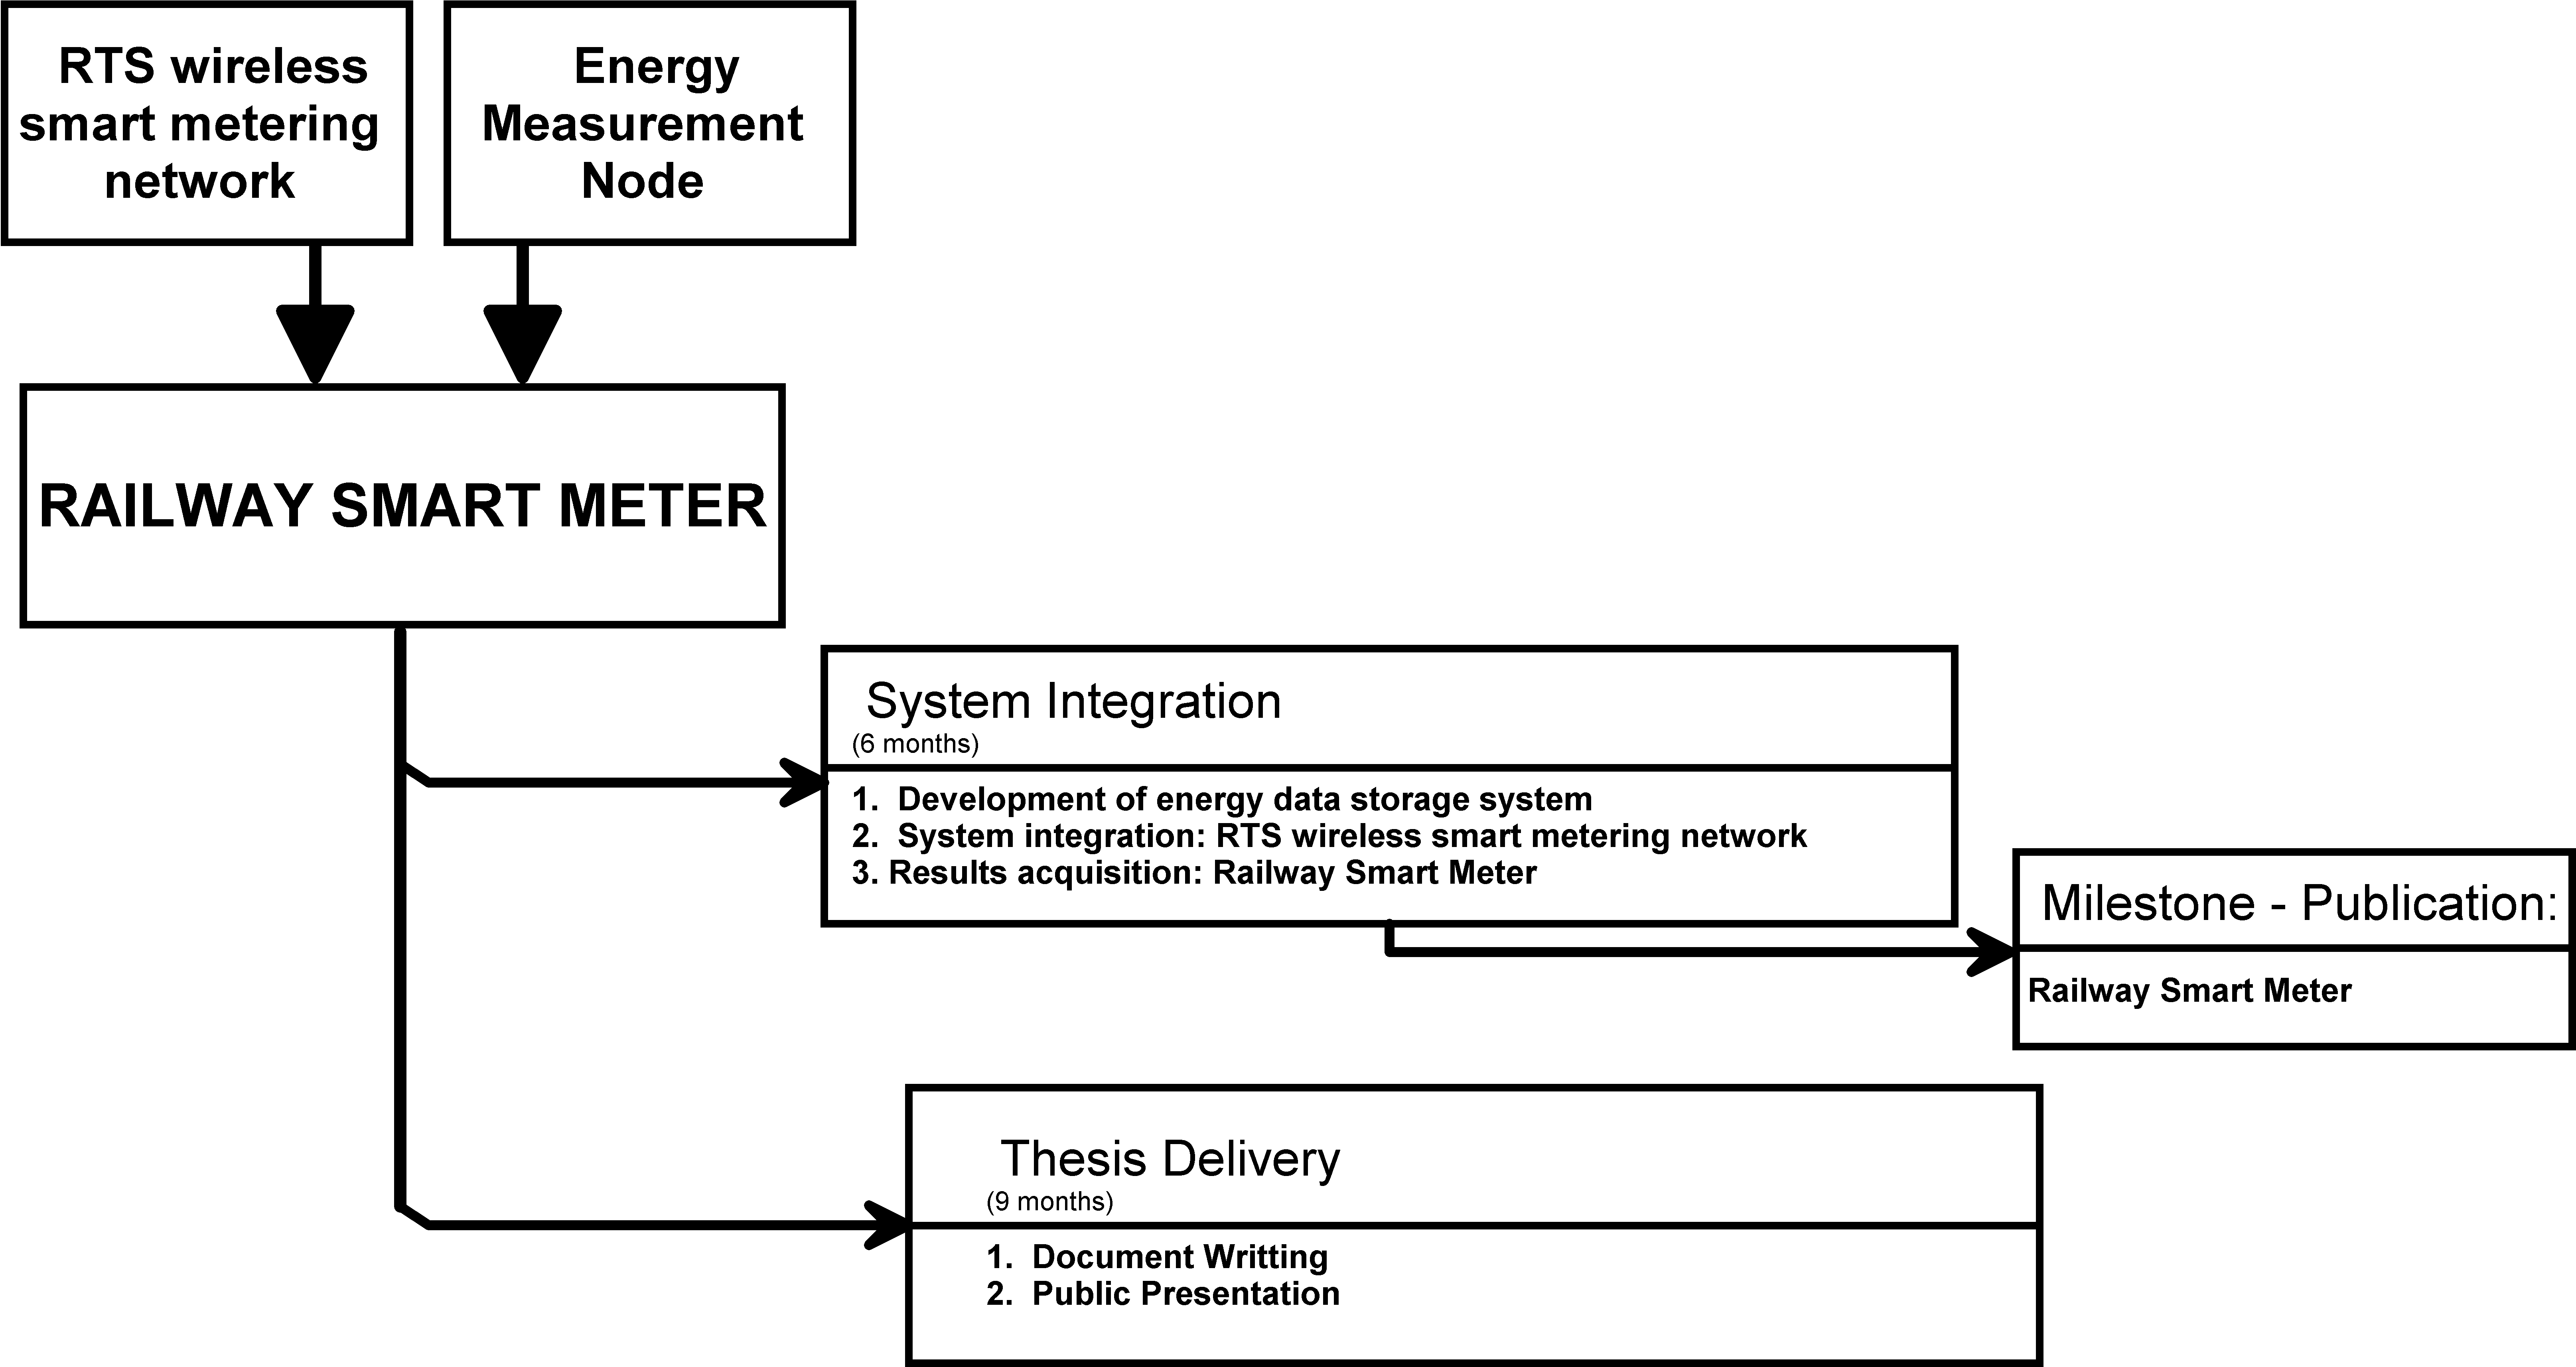 RTS wireless
smart metering
network
Energy
Measurement
Node
RAILWAY SMART METER
System Integration
(6 months)
1. Development of energy data storage system
2. System integration: RTS wireless smart metering network
3. Results acquisition: Railway Smart Meter
Milestone - Publication:
Railway Smart Meter
Thesis Delivery
(9 months)
1. Document Writting
2. Public Presentation